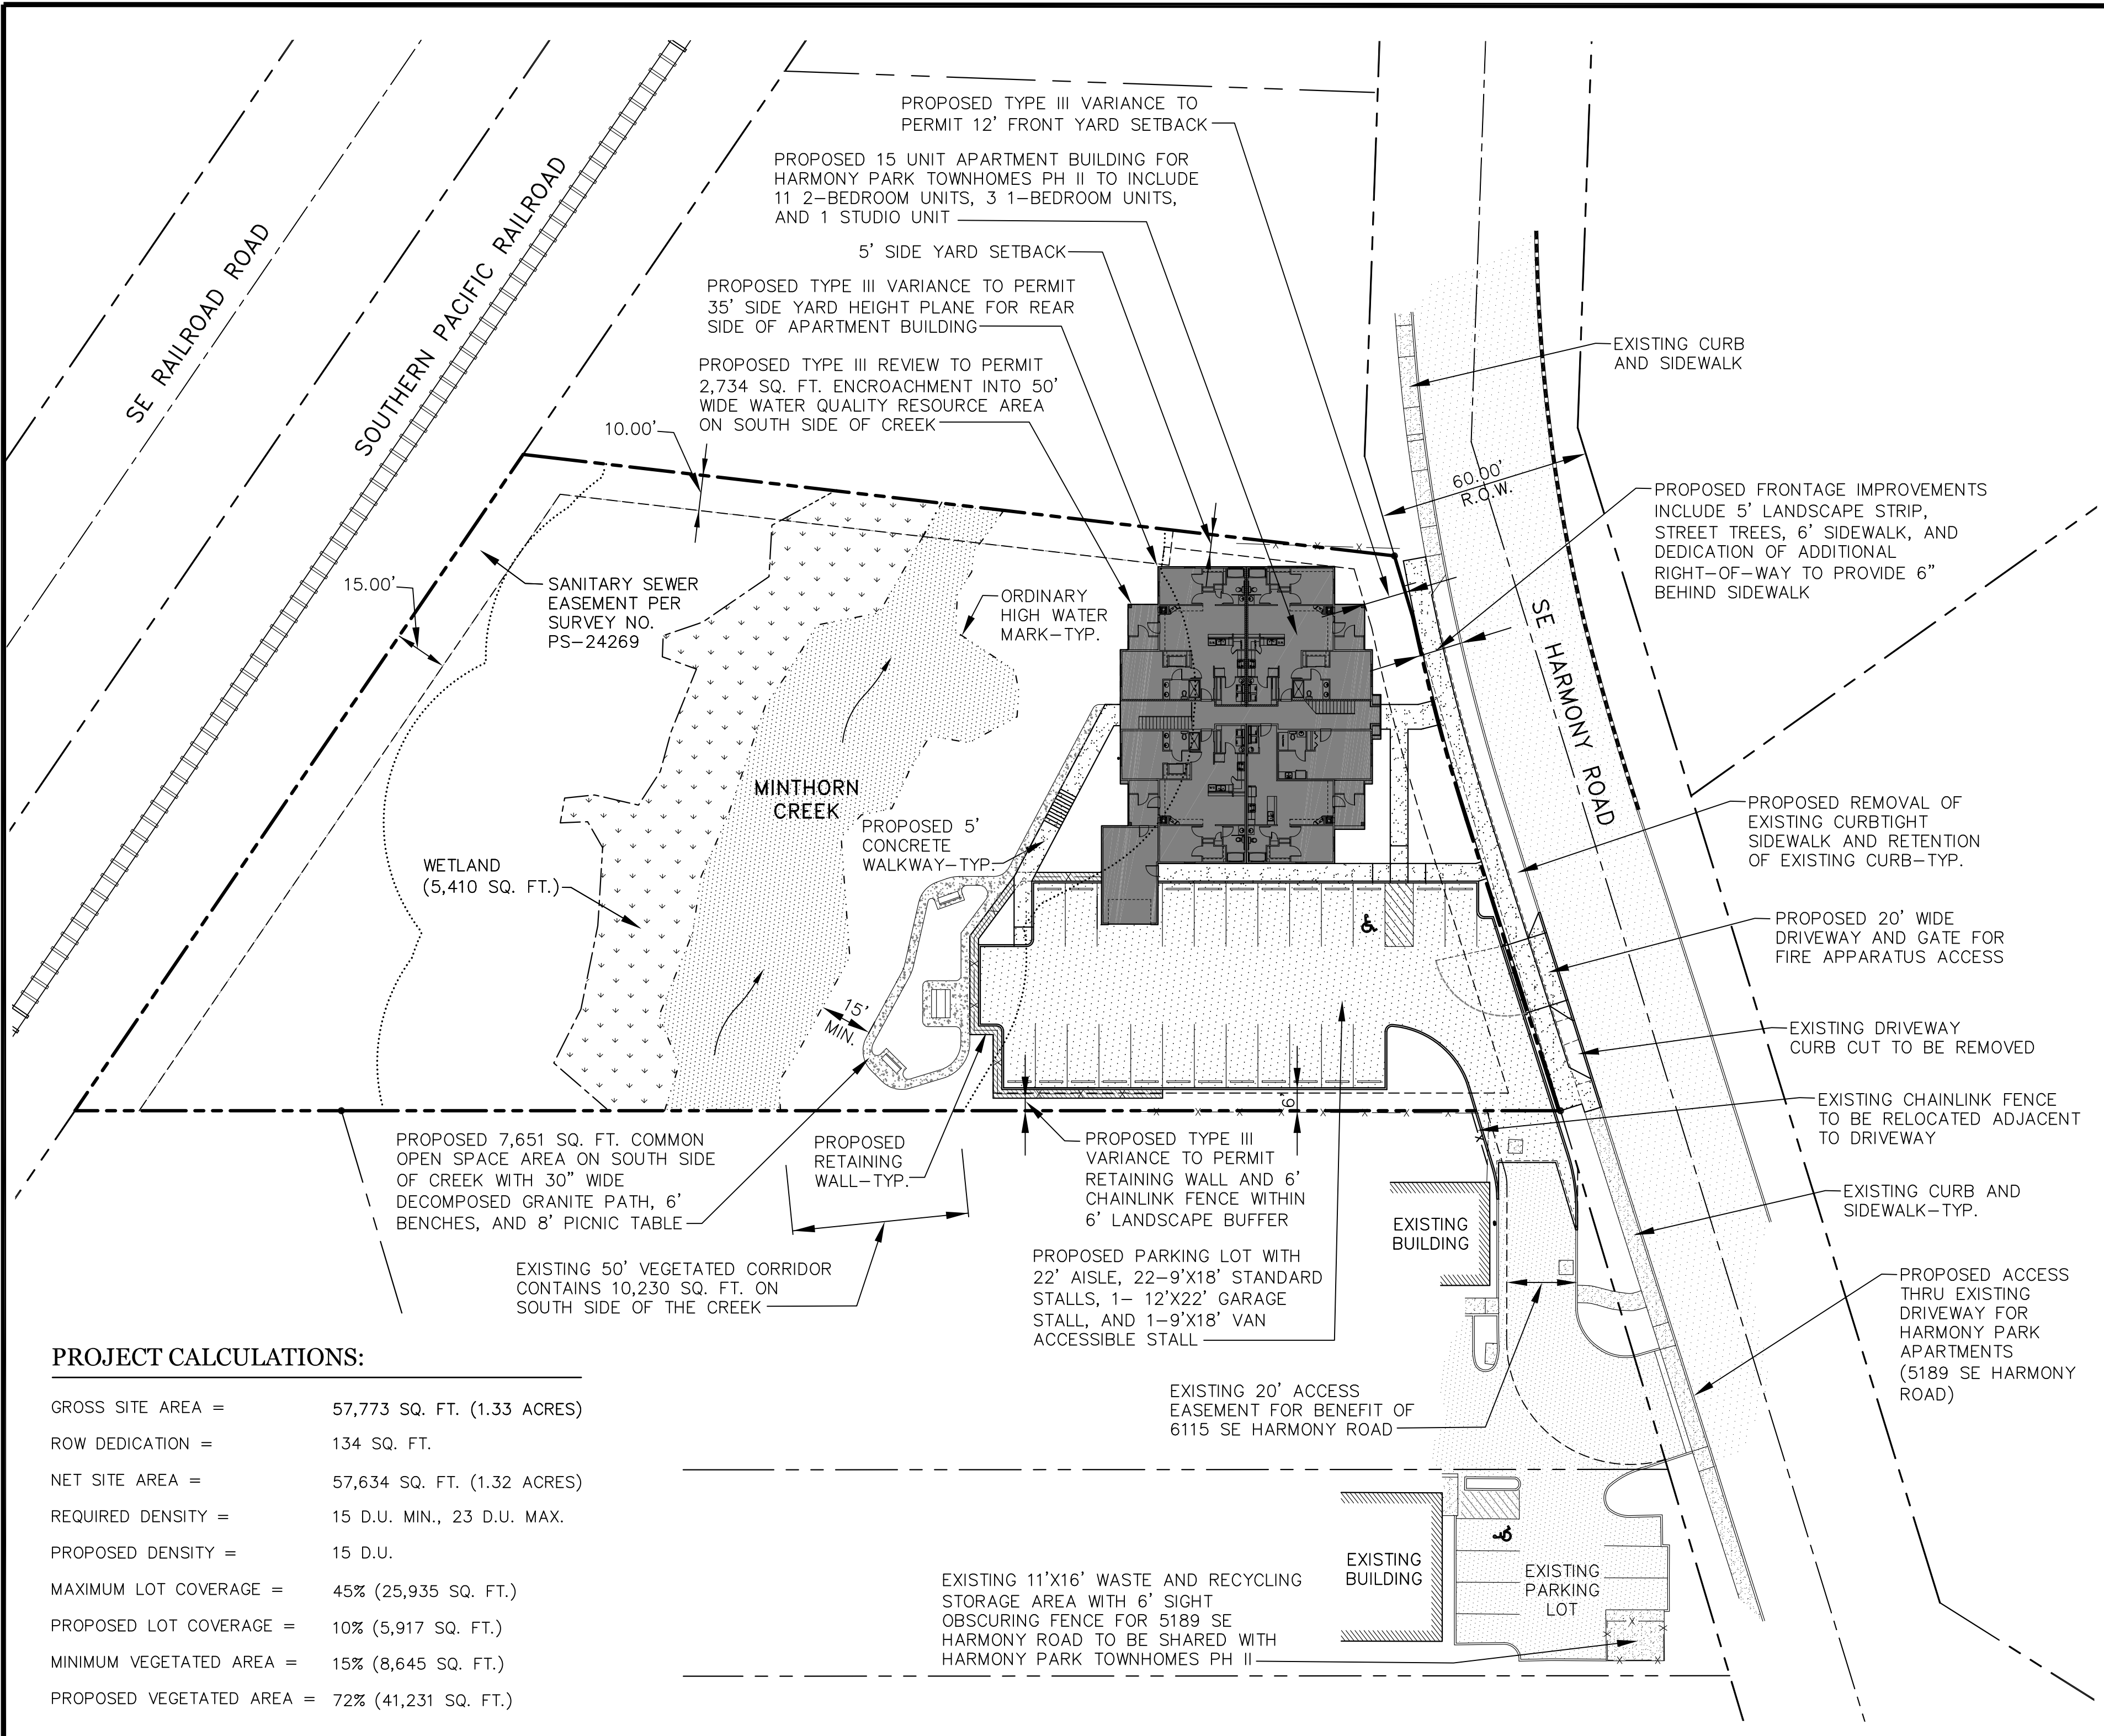 PROPOSED TYPE III VARIANCE TO
PERMIT 12' FRONT YARD SETBACK
PROPOSED 15 UNIT APARTMENT BUILDING FOR
HARMONY PARK TOWNHOMES PH II TO INCLUDE
11 2-BEDROOM UNITS, 3 1-BEDROOM UNITS,
AND 1 STUDIO UNIT
5' SIDE YARD SETBACK
PROPOSED TYPE III VARIANCE TO PERMIT
35' SIDE YARD HEIGHT PLANE FOR REAR
SIDE OF APARTMENT BUILDING
PROPOSED TYPE III REVIEW TO PERMIT
2,734 SQ. FT. ENCROACHMENT INTO 50'
WIDE WATER QUALITY RESOURCE AREA
ON SOUTH SIDE OF CREEK
SE RAILROAD ROAD
SOUTHERN PACIFIC RAILROAD
10.00'
15.00'
SANITARY SEWER
EASEMENT PER
SURVEY NO.
PS-24269
ORDINARY
HIGH WATER
MARK-TYP.
EXISTING CURB
AND SIDEWALK
60.00'
R.O.W.
PROPOSED FRONTAGE IMPROVEMENTS
INCLUDE 5' LANDSCAPE STRIP,
STREET TREES, 6' SIDEWALK, AND
DEDICATION OF ADDITIONAL
RIGHT-OF-WAY TO PROVIDE 6"
BEHIND SIDEWALK
SE HARMONY ROAD
MINTHORN
CREEK
PROPOSED 5'
CONCRETE
WALKWAY-TYP.
WETLAND
(5,410 SQ. FT.)
15'
MIN.
PROPOSED REMOVAL OF
EXISTING CURBTIGHT
SIDEWALK AND RETENTION
OF EXISTING CURB-TYP.
PROPOSED 20' WIDE
DRIVEWAY AND GATE FOR
FIRE APPARATUS ACCESS
EXISTING DRIVEWAY
CURB CUT TO BE REMOVED
EXISTING CHAINLINK FENCE
TO BE RELOCATED ADJACENT
TO DRIVEWAY
6'
PROPOSED 7,651 SQ. FT. COMMON
OPEN SPACE AREA ON SOUTH SIDE
OF CREEK WITH 30" WIDE
DECOMPOSED GRANITE PATH, 6'
BENCHES, AND 8' PICNIC TABLE
PROPOSED
RETAINING
WALL-TYP.
PROPOSED TYPE III
VARIANCE TO PERMIT
RETAINING WALL AND 6'
CHAINLINK FENCE WITHIN
6' LANDSCAPE BUFFER
EXISTING
BUILDING
EXISTING CURB AND
SIDEWALK-TYP.
EXISTING 50' VEGETATED CORRIDOR
CONTAINS 10,230 SQ. FT. ON
SOUTH SIDE OF THE CREEK
PROPOSED PARKING LOT WITH
22' AISLE, 22-9'X18' STANDARD
STALLS, 1- 12'X22' GARAGE
STALL, AND 1-9'X18' VAN
ACCESSIBLE STALL
PROPOSED ACCESS
THRU EXISTING
DRIVEWAY FOR
HARMONY PARK
APARTMENTS
(5189 SE HARMONY
ROAD)
EXISTING 20' ACCESS
EASEMENT FOR BENEFIT OF
6115 SE HARMONY ROAD
EXISTING
BUILDING
EXISTING
PARKING
LOT
EXISTING 11'X16' WASTE AND RECYCLING
STORAGE AREA WITH 6' SIGHT
OBSCURING FENCE FOR 5189 SE
HARMONY ROAD TO BE SHARED WITH
HARMONY PARK TOWNHOMES PH II
PROJECT CALCULATIONS:
GROSS SITE AREA = 57,773 SQ. FT. (1.33 ACRES)
ROW DEDICATION = 134 SQ. FT.
NET SITE AREA = 57,634 SQ. FT. (1.32 ACRES)
REQUIRED DENSITY = 15 D.U. MIN., 23 D.U. MAX.
PROPOSED DENSITY = 15 D.U.
MAXIMUM LOT COVERAGE = 45% (25,935 SQ. FT.)
PROPOSED LOT COVERAGE = 10% (5,917 SQ. FT.)
MINIMUM VEGETATED AREA = 15% (8,645 SQ. FT.)
PROPOSED VEGETATED AREA = 72% (41,231 SQ. FT.)